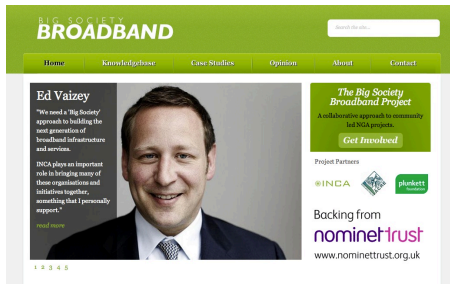 BIG SOCIETY
BROADBAND
Search the site...
Home Knowledgebase Case Studies Opinion About Contact
Ed Vaizey
"We need a 'Big Society'
approach to building the
next generation of
broadband infrastructure
and services.
INCA plays an important
role in bringing many of
these organisations and
initiatives together,
something that I personally
support."
read more
1 2 3 4 5
The Big Society
Broadband Project
A collaborative approach to community
led NGA projects.
Get Involved
Project Partners
INCA
plunkett
foundation
Backing from
nominettrust
www.nominettrust.org.uk